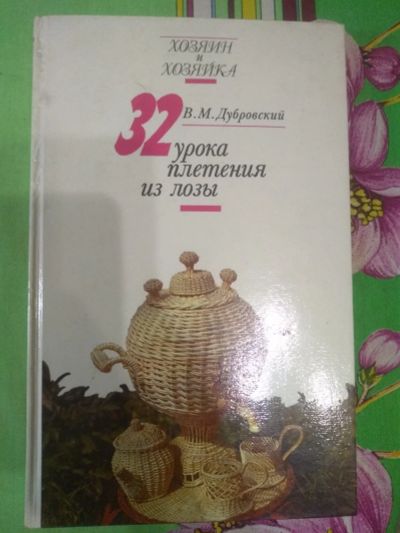 ХОЗЯИН
и
ХОЗЯЙКА
В.М.Дубровский
32
урока
плетения
из лозы